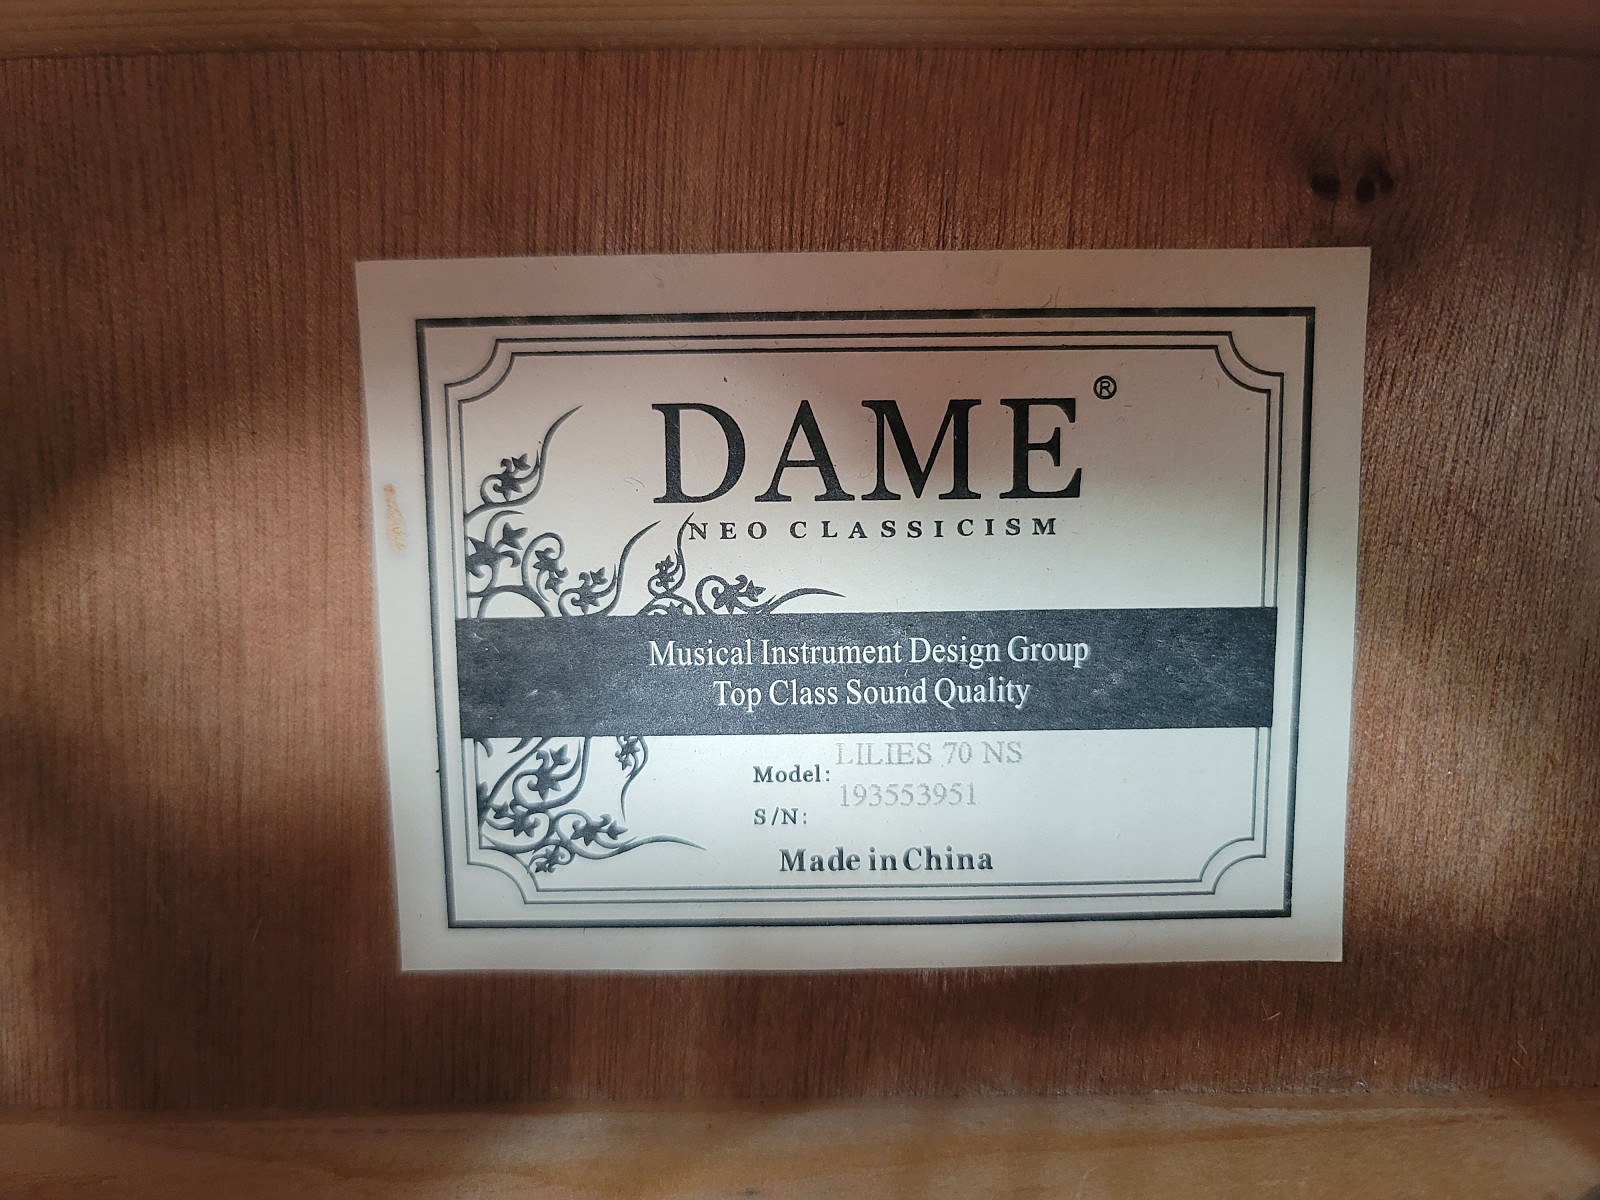 DAME®
NEO CLASSICISM
Musical Instrument Design Group
Top Class Sound Quality
Model: LILIES 70 NS
S/N: 193553951
Made in China